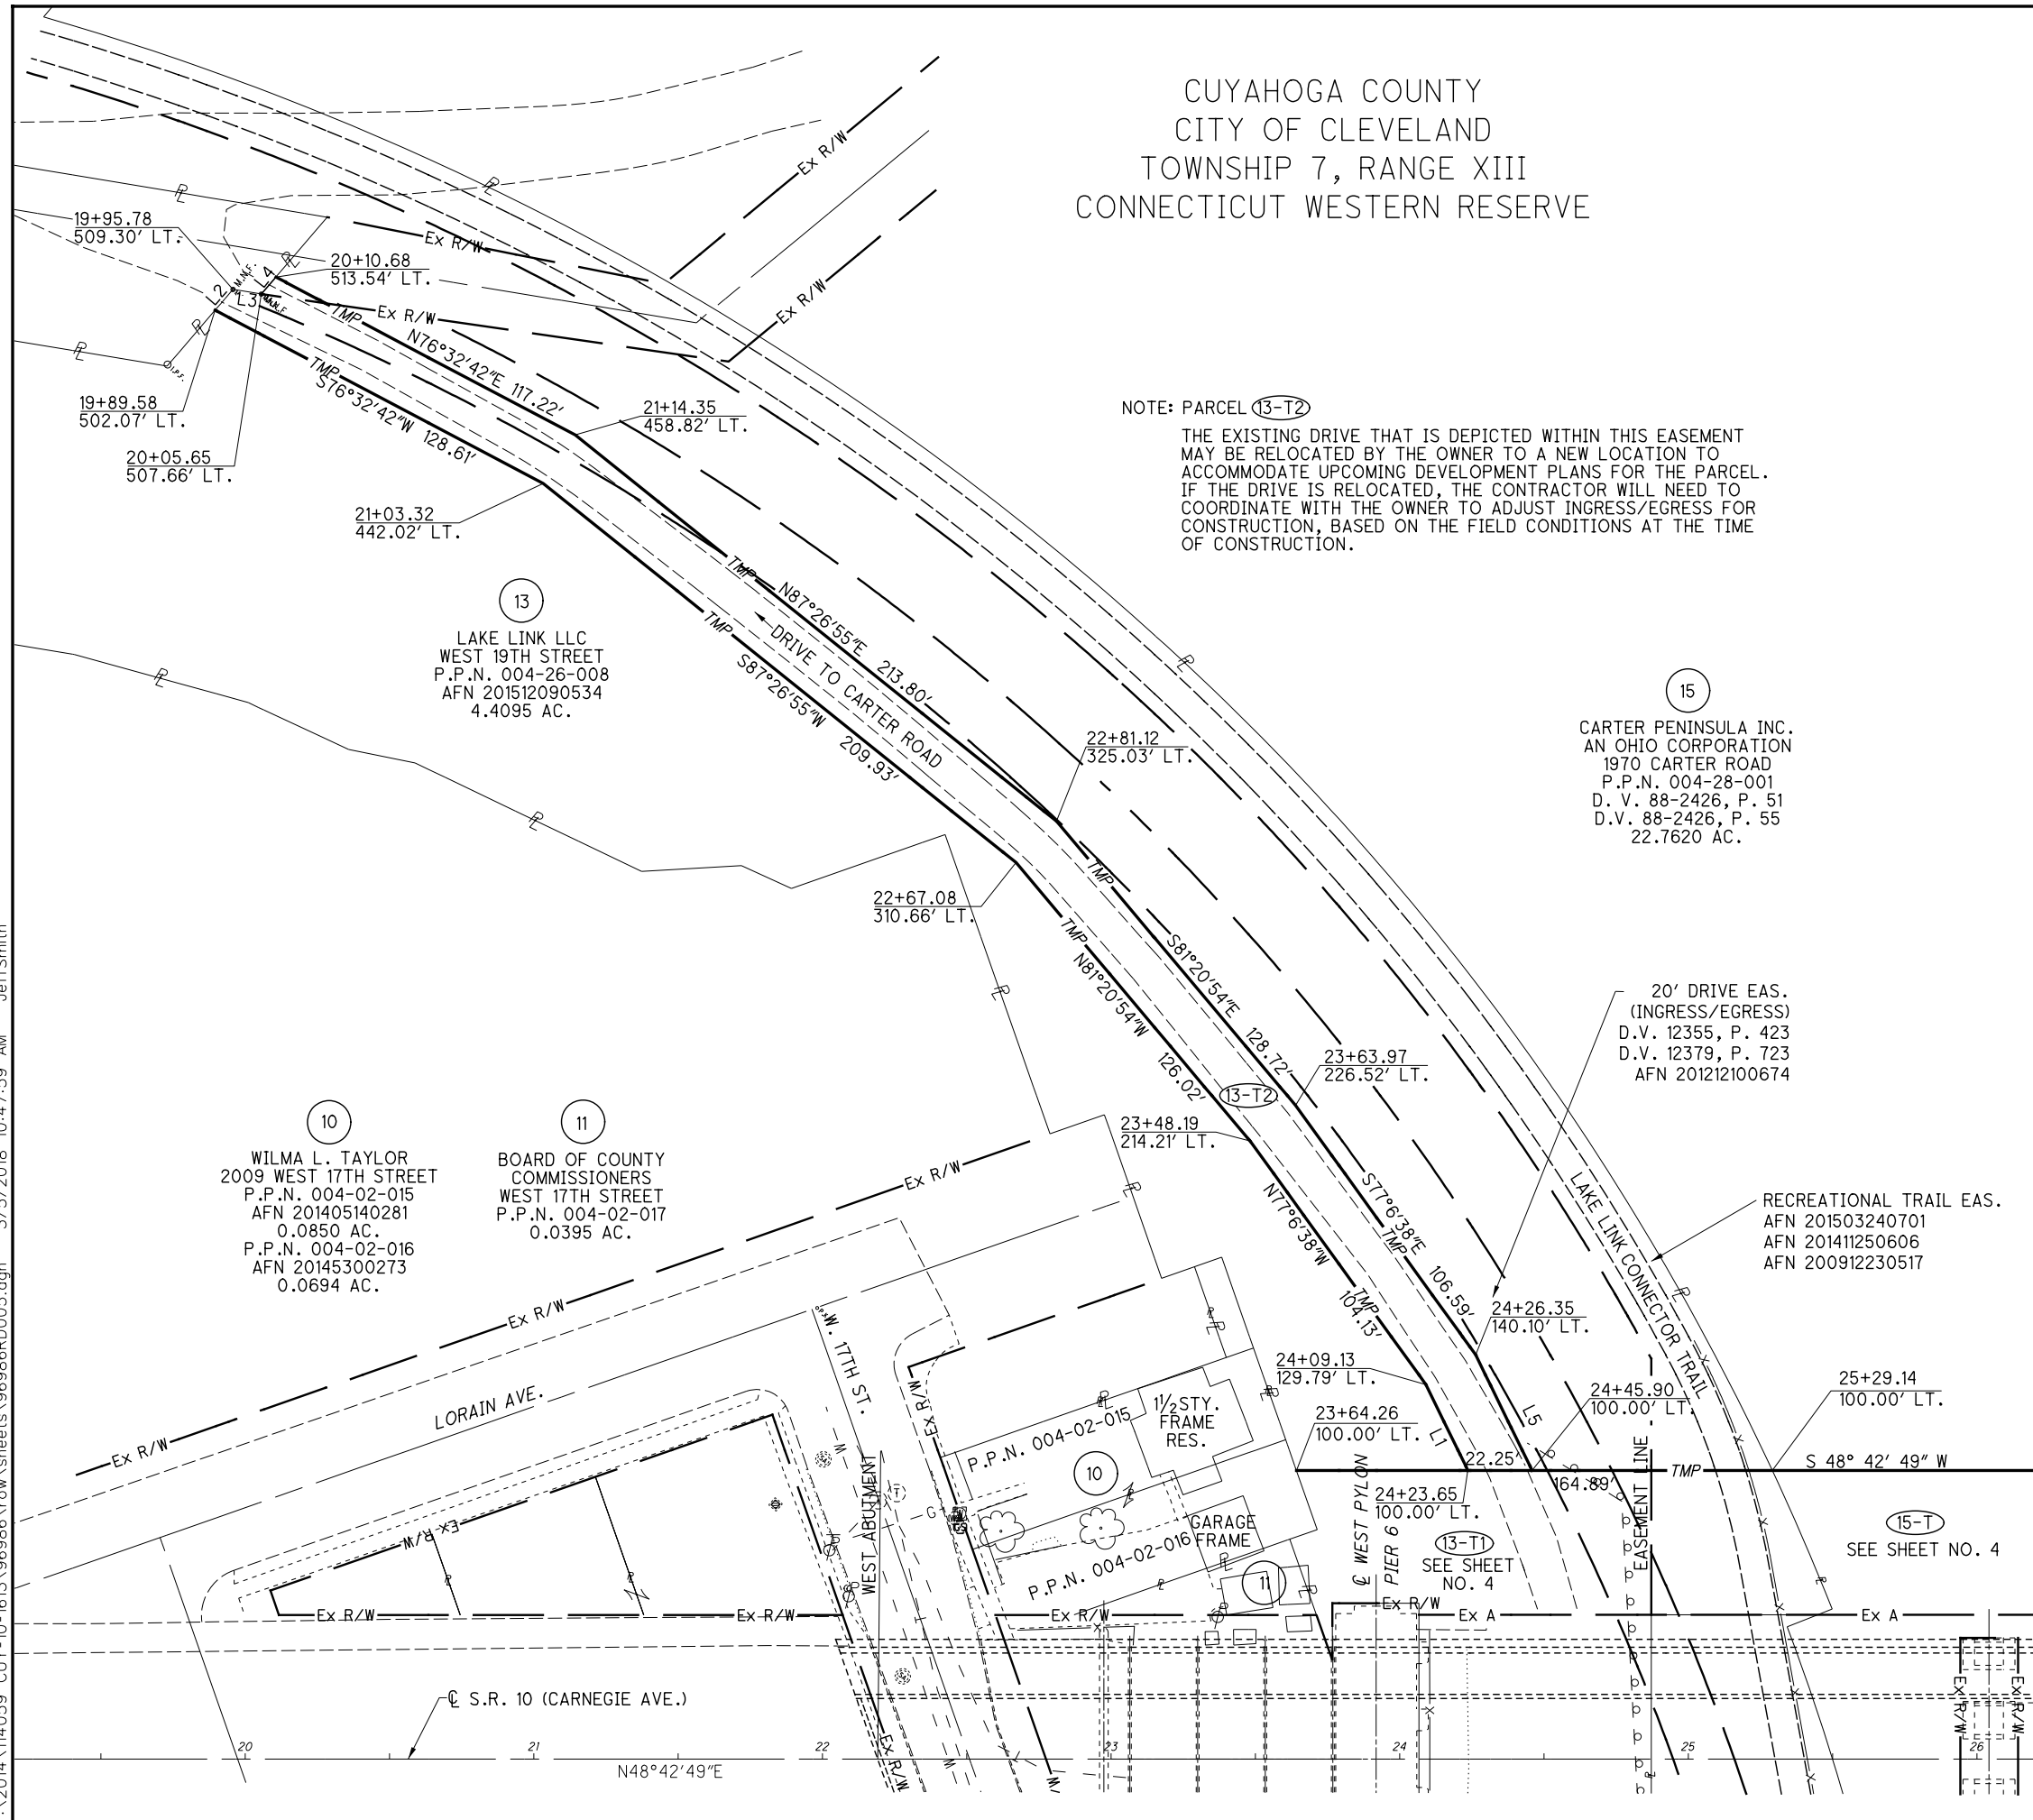 CUYAHOGA COUNTY
CITY OF CLEVELAND
TOWNSHIP 7, RANGE XIII
CONNECTICUT WESTERN RESERVE
Ex R/W
Ex R/W
Ex R/W
Ex R/W
19+95.78
509.30' LT.
20+10.68
513.54' LT.
L2
L3
L4
M.N.F.
I.P.S.
TMP
N76°32'42"E 117.22'
TMP
S76°32'42"W 128.61'
19+89.58
502.07' LT.
20+05.65
507.66' LT.
21+14.35
458.82' LT.
21+03.32
442.02' LT.
NOTE: PARCEL 13-T2
THE EXISTING DRIVE THAT IS DEPICTED WITHIN THIS EASEMENT
MAY BE RELOCATED BY THE OWNER TO A NEW LOCATION TO
ACCOMMODATE UPCOMING DEVELOPMENT PLANS FOR THE PARCEL.
IF THE DRIVE IS RELOCATED, THE CONTRACTOR WILL NEED TO
COORDINATE WITH THE OWNER TO ADJUST INGRESS/EGRESS FOR
CONSTRUCTION, BASED ON THE FIELD CONDITIONS AT THE TIME
OF CONSTRUCTION.
13
LAKE LINK LLC
WEST 19TH STREET
P.P.N. 004-26-008
AFN 201512090534
4.4095 AC.
TMP
N87°26'55"E 213.80'
DRIVE TO CARTER ROAD
TMP
S87°26'55"W 209.93'
15
CARTER PENINSULA INC.
AN OHIO CORPORATION
1970 CARTER ROAD
P.P.N. 004-28-001
D. V. 88-2426, P. 51
D.V. 88-2426, P. 55
22.7620 AC.
22+81.12
325.03' LT.
22+67.08
310.66' LT.
TMP
S81°20'54"E 128.72'
TMP
N81°20'54"W 126.02'
20' DRIVE EAS.
(INGRESS/EGRESS)
D.V. 12355, P. 423
D.V. 12379, P. 723
AFN 201212100674
23+63.97
226.52' LT.
13-T2
23+48.19
214.21' LT.
10
WILMA L. TAYLOR
2009 WEST 17TH STREET
P.P.N. 004-02-015
AFN 201405140281
0.0850 AC.
P.P.N. 004-02-016
AFN 20145300273
0.0694 AC.
11
BOARD OF COUNTY
COMMISSIONERS
WEST 17TH STREET
P.P.N. 004-02-017
0.0395 AC.
S77°6'38"E 106.59'
TMP
N77°6'38"W 104.13'
TMP
RECREATIONAL TRAIL EAS.
AFN 201503240701
AFN 201411250606
AFN 200912230517
LAKE LINK CONNECTOR TRAIL
Ex R/W
Ex R/W
Ex R/W
LORAIN AVE.
W. 17TH ST.
Ex R/W
24+26.35
140.10' LT.
24+09.13
129.79' LT.
24+45.90
100.00' LT.
25+29.14
100.00' LT.
23+64.26
100.00' LT.
L1
L5
22.25'
164.89'
TMP
S 48° 42' 49" W
24+23.65
100.00' LT.
P.P.N. 004-02-015
1½STY.
FRAME
RES.
10
GARAGE
FRAME
P.P.N. 004-02-016
11
WEST ABUTMENT
℄ WEST PYLON
PIER 6
13-T1
SEE SHEET
NO. 4
EASEMENT LINE
15-T
SEE SHEET NO. 4
Ex R/W
Ex R/W
Ex R/W
Ex R/W
Ex R/W
Ex A
Ex A
Ex R/W
Ex R/W
Ex R/W
℄ S.R. 10 (CARNEGIE AVE.)
20
21
22
23
24
25
26
N48°42'49"E